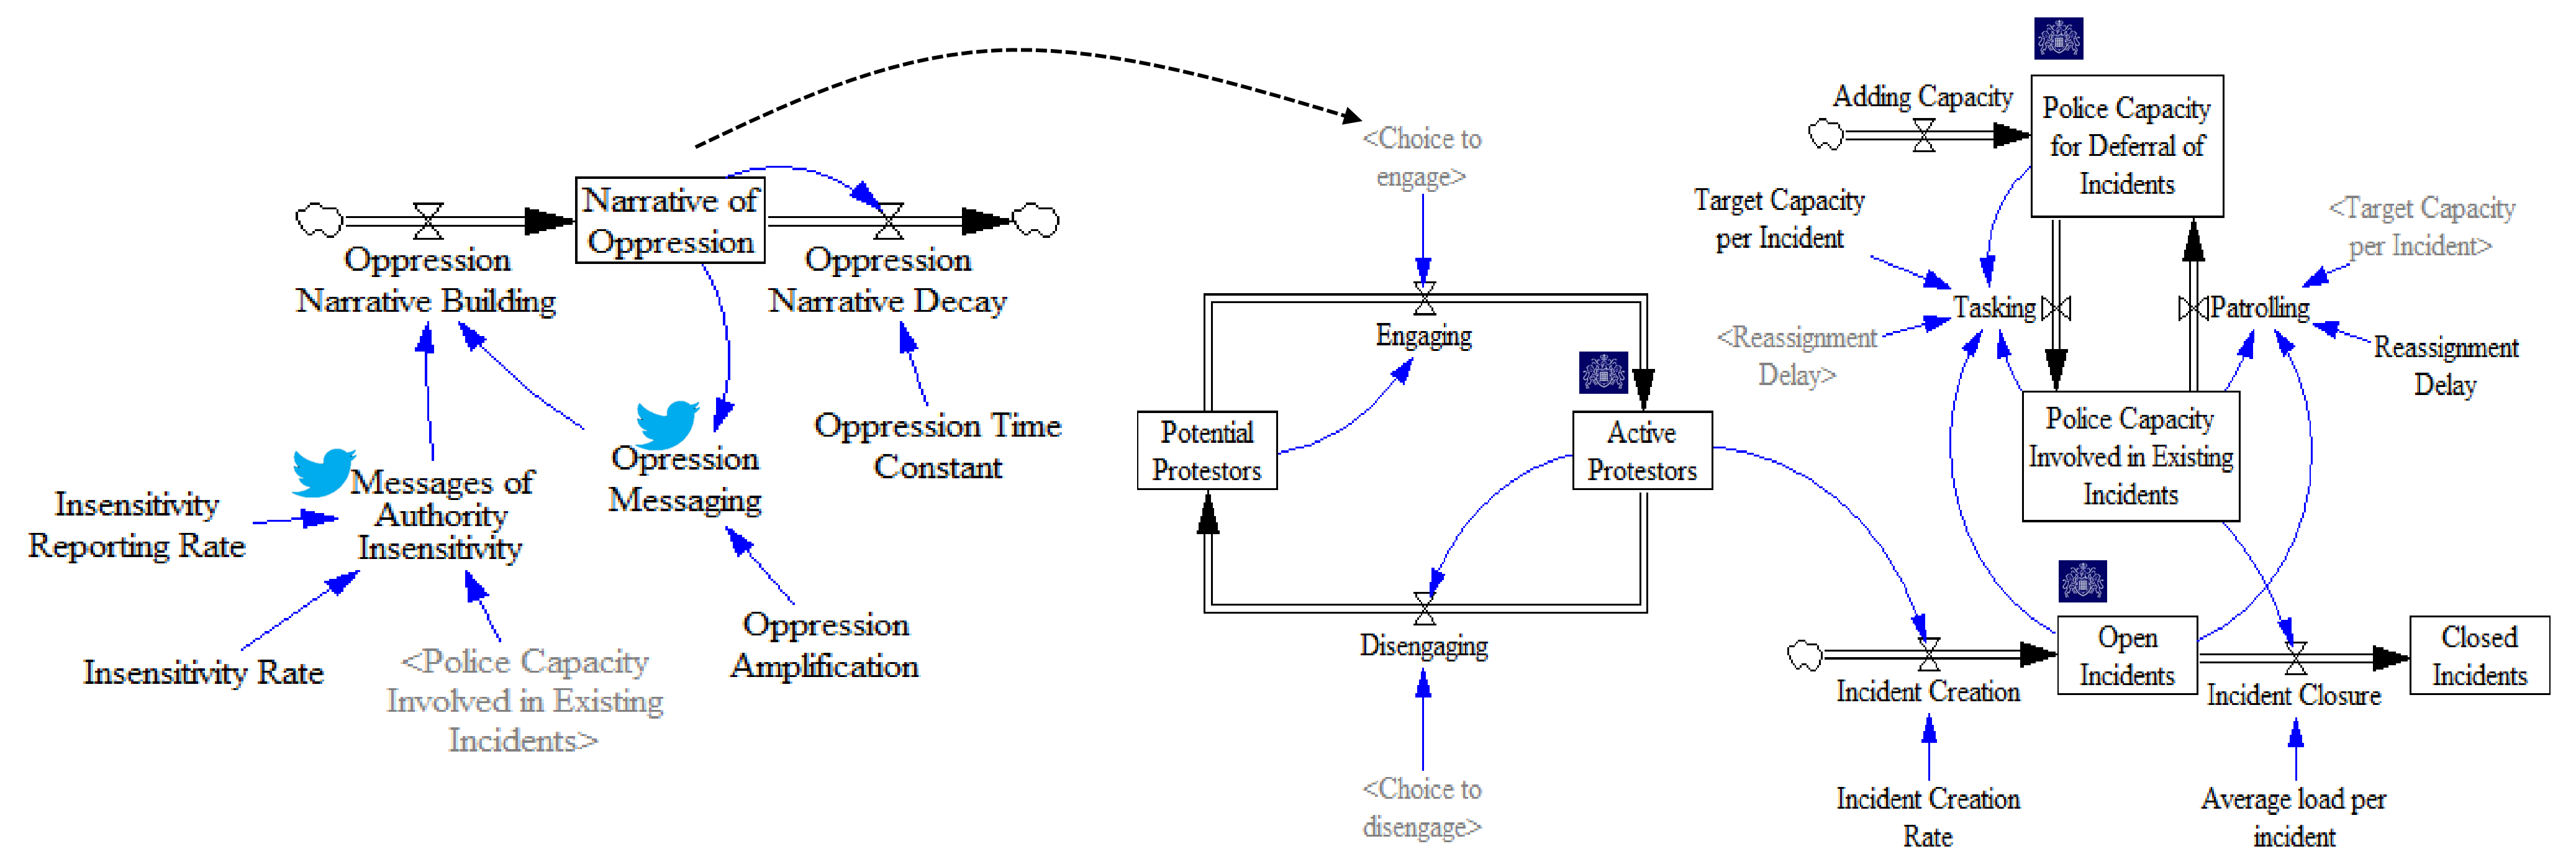 Narrative of
Oppression
Oppression
Narrative Building
Oppression
Narrative Decay
Oppression Time
Constant
Opression
Messaging
Messages of
Authority
Insensitivity
Insensitivity
Reporting Rate
Insensitivity Rate
<Police Capacity
Involved in Existing
Incidents>
Oppression
Amplification
<Choice to
engage>
Engaging
Potential
Protestors
Active
Protestors
Disengaging
<Choice to
disengage>
Adding Capacity
Police Capacity
for Deferral of
Incidents
Target Capacity
per Incident
<Target Capacity
per Incident>
Tasking
Patrolling
<Reassignment
Delay>
Reassignment
Delay
Police Capacity
Involved in Existing
Incidents
Open
Incidents
Closed
Incidents
Incident Creation
Incident Closure
Incident Creation
Rate
Average load per
incident